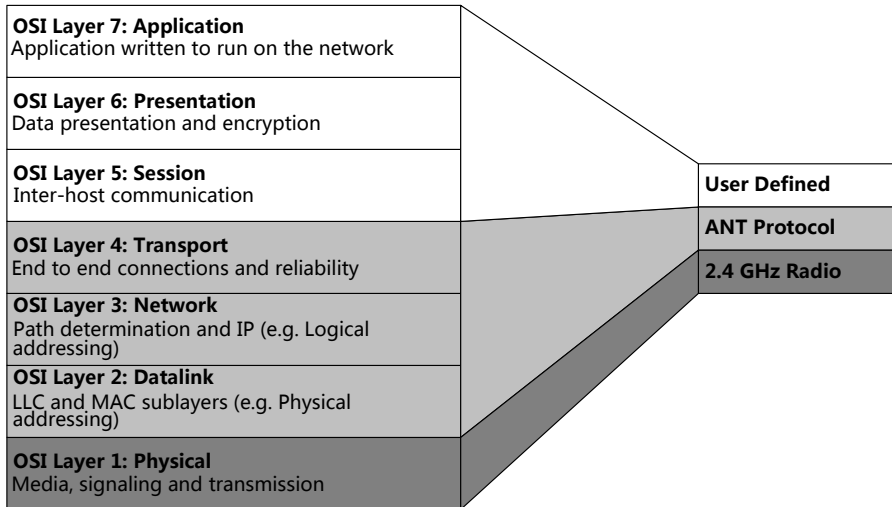 OSI Layer 7: Application
Application written to run on the network
OSI Layer 6: Presentation
Data presentation and encryption
OSI Layer 5: Session
Inter-host communication
OSI Layer 4: Transport
End to end connections and reliability
OSI Layer 3: Network
Path determination and IP (e.g. Logical
addressing)
OSI Layer 2: Datalink
LLC and MAC sublayers (e.g. Physical
addressing)
OSI Layer 1: Physical
Media, signaling and transmission
User Defined
ANT Protocol
2.4 GHz Radio